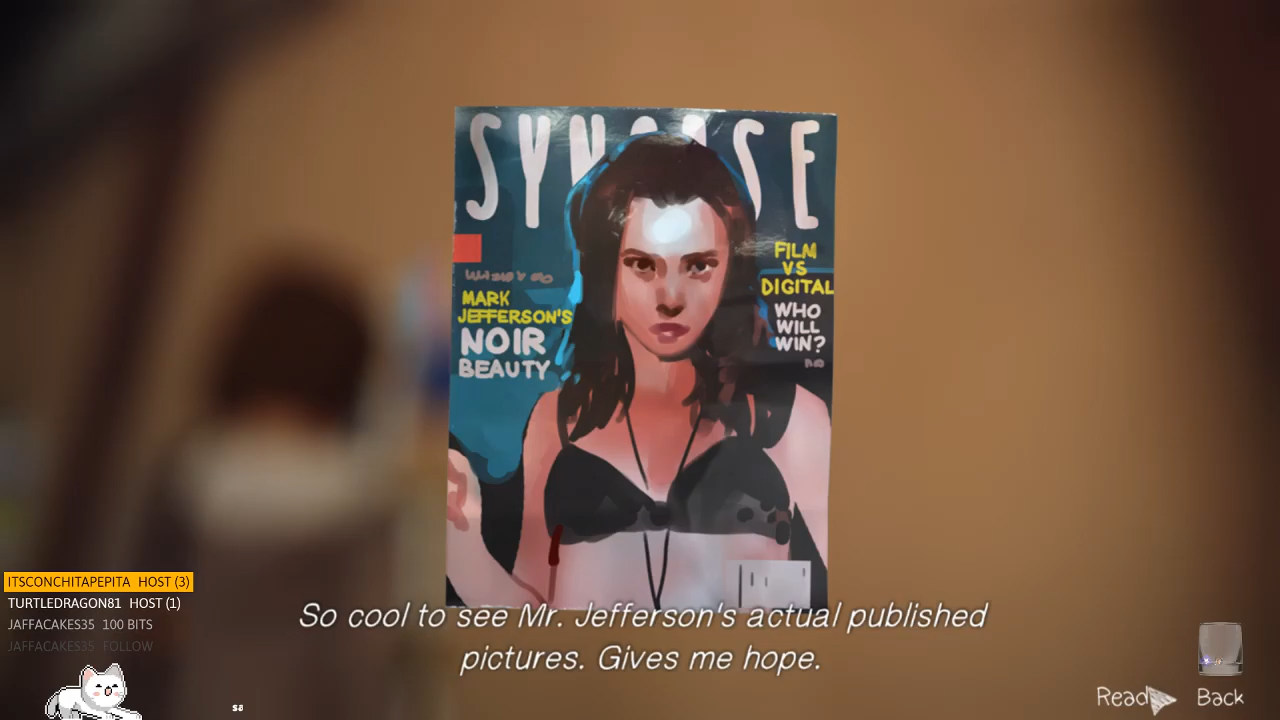 SYN SE
MARK
JEFFERSON'S
NOIR
BEAUTY
FILM
VS
DIGITAL
WHO
WILL
WIN?
ITSCONCHITAPEPITA HOST (3)
TURTLEDRAGON81 HOST (1)
JAFFACAKES35 100 BITS
JAFFACAKES35 FOLLOW
So cool to see Mr. Jefferson's actual published
pictures. Gives me hope.
sa
Read Back